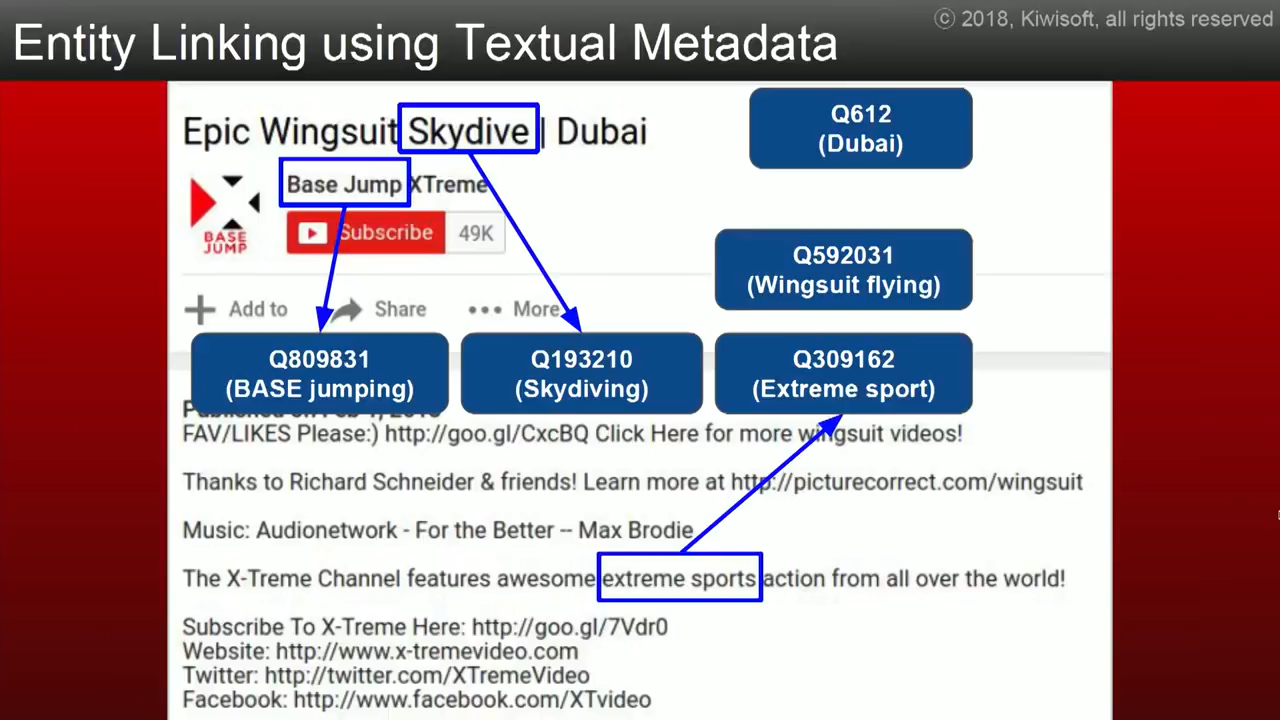 ⓒ 2018, Kiwisoft, all rights reserved
Entity Linking using Textual Metadata
Epic Wingsuit Skydive | Dubai
Q612
(Dubai)
Base Jump XTreme
BASE
JUMP
Subscribe 49K
Q592031
(Wingsuit flying)
Add to Share More
Q809831
(BASE jumping)
Q193210
(Skydiving)
Q309162
(Extreme sport)
FAV/LIKES Please:) http://goo.gl/CxcBQ Click Here for more wingsuit videos!
Thanks to Richard Schneider & friends! Learn more at http://picturecorrect.com/wingsuit
Music: Audionetwork - For the Better -- Max Brodie
The X-Treme Channel features awesome extreme sports action from all over the world!
Subscribe To X-Treme Here: http://goo.gl/7Vdr0
Website: http://www.x-tremevideo.com
Twitter: http://twitter.com/XTremeVideo
Facebook: http://www.facebook.com/XTvideo